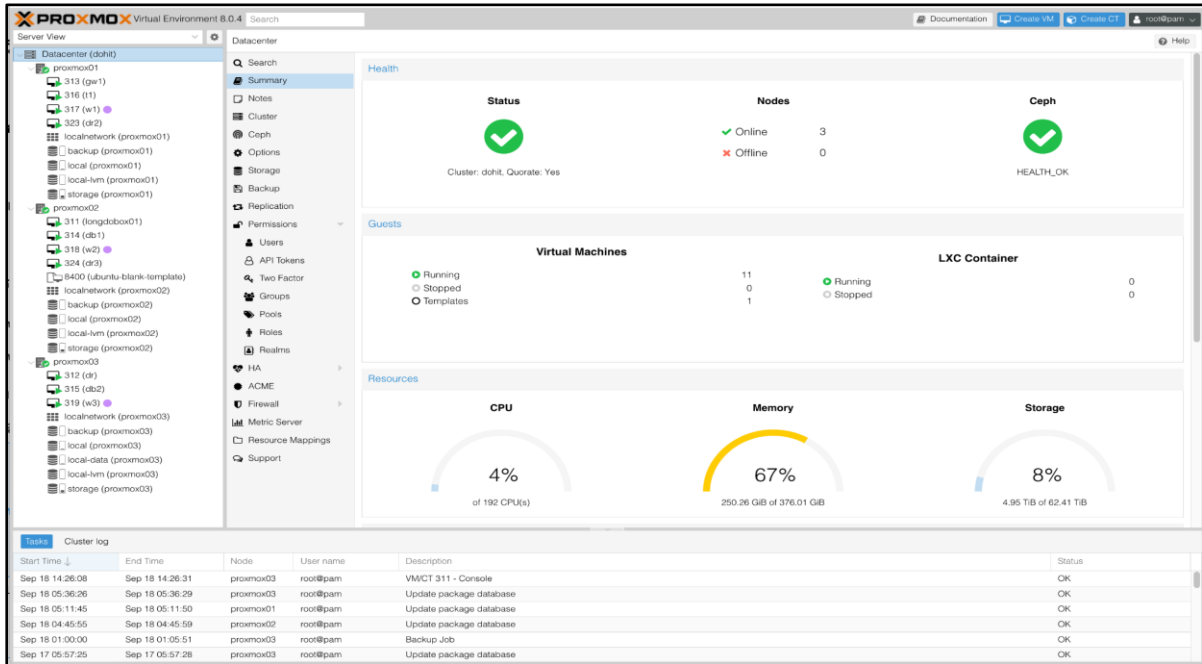 PROXMOX Virtual Environment 8.0.4 Search
Documentation Create VM Create CT root@pam
Server View
Datacenter (dohit)
proxmox01
313 (gw1)
316 (t1)
317 (w1)
323 (dr2)
localnetwork (proxmox01)
backup (proxmox01)
local (proxmox01)
local-lvm (proxmox01)
storage (proxmox01)
proxmox02
311 (longdobox01)
314 (db1)
318 (w2)
324 (dr3)
8400 (ubuntu-blank-template)
localnetwork (proxmox02)
backup (proxmox02)
local (proxmox02)
local-lvm (proxmox02)
storage (proxmox02)
proxmox03
312 (dr)
315 (db2)
319 (w3)
localnetwork (proxmox03)
backup (proxmox03)
local (proxmox03)
local-data (proxmox03)
local-lvm (proxmox03)
storage (proxmox03)
Datacenter
Help
Search
Summary
Notes
Cluster
Ceph
Options
Storage
Backup
Replication
Permissions
Users
API Tokens
Two Factor
Groups
Pools
Roles
Realms
HA
ACME
Firewall
Metric Server
Resource Mappings
Support
Health
Status Nodes Ceph
Online 3
Offline 0
Cluster: dohit, Quorate: Yes
HEALTH_OK
Guests
Virtual Machines
Running 11
Stopped 0
Templates 1
LXC Container
Running 0
Stopped 0
Resources
CPU Memory Storage
4% 67% 8%
of 192 CPU(s) 250.26 GiB of 376.01 GiB 4.95 TiB of 62.41 TiB
Tasks Cluster log
Start Time End Time Node User name Description Status
Sep 18 14:26:08 Sep 18 14:26:31 proxmox03 root@pam VM/CT 311 - Console OK
Sep 18 05:36:26 Sep 18 05:36:29 proxmox03 root@pam Update package database OK
Sep 18 05:11:45 Sep 18 05:11:50 proxmox01 root@pam Update package database OK
Sep 18 04:45:55 Sep 18 04:45:59 proxmox02 root@pam Update package database OK
Sep 18 01:00:00 Sep 18 01:05:51 proxmox03 root@pam Backup Job OK
Sep 17 05:57:25 Sep 17 05:57:28 proxmox03 root@pam Update package database OK